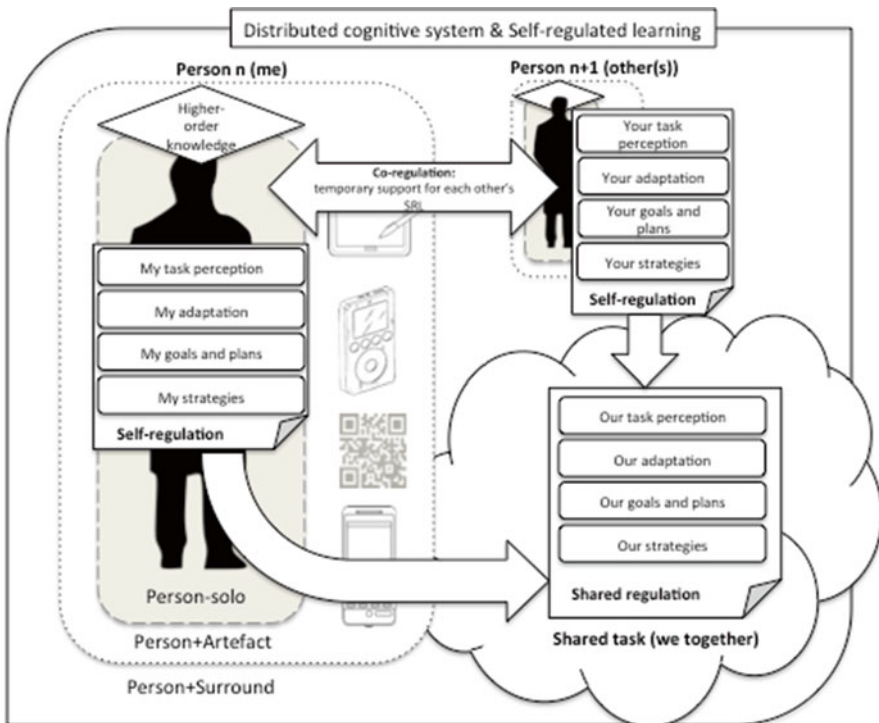 Distributed cognitive system & Self-regulated learning
Person n (me)
Person n+1 (other(s))
Higher-
order
knowledge
Co-regulation:
temporary support for each other's
SRL
Your task
perception
Your adaptation
Your goals and
plans
Your strategies
Self-regulation
My task perception
My adaptation
My goals and plans
My strategies
Self-regulation
Our task perception
Our adaptation
Our goals and plans
Our strategies
Shared regulation
Shared task (we together)
Person-solo
Person+Artefact
Person+Surround